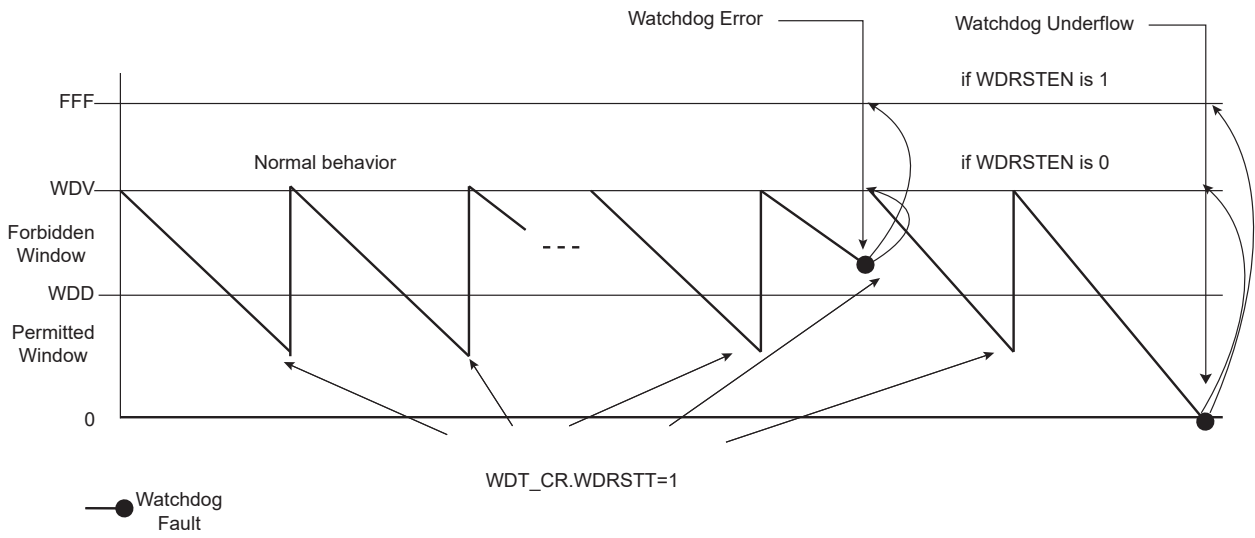 Watchdog Error
Watchdog Underflow
if WDRSTEN is 1
FFF
Normal behavior
if WDRSTEN is 0
WDV
Forbidden
Window
WDD
Permitted
Window
0
WDT_CR.WDRSTT=1
Watchdog
Fault